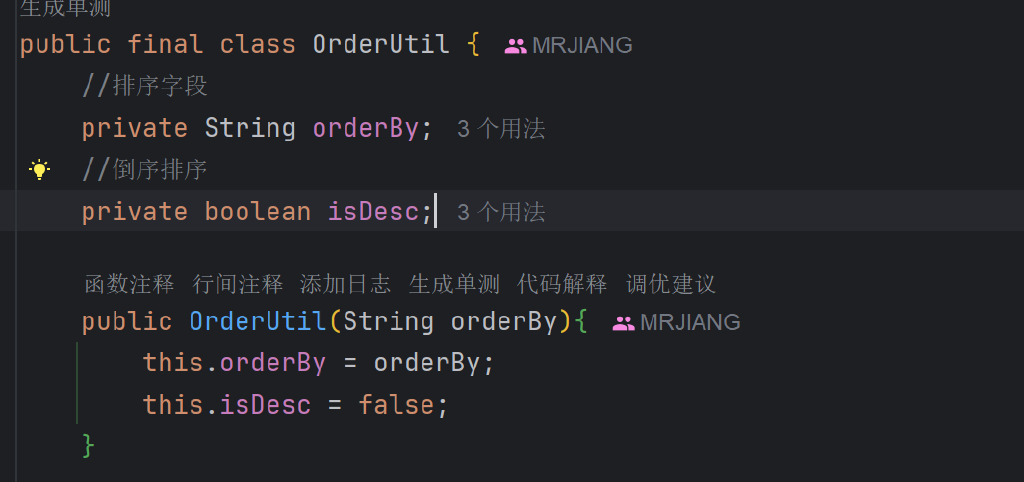 生成单测
public final class OrderUtil { MRJIANG
//排序字段
private String orderBy; 3 个用法
//倒序排序
private boolean isDesc; 3 个用法
函数注释 行间注释 添加日志 生成单测 代码解释 调优建议
public OrderUtil(String orderBy){ MRJIANG
this.orderBy = orderBy;
this.isDesc = false;
}